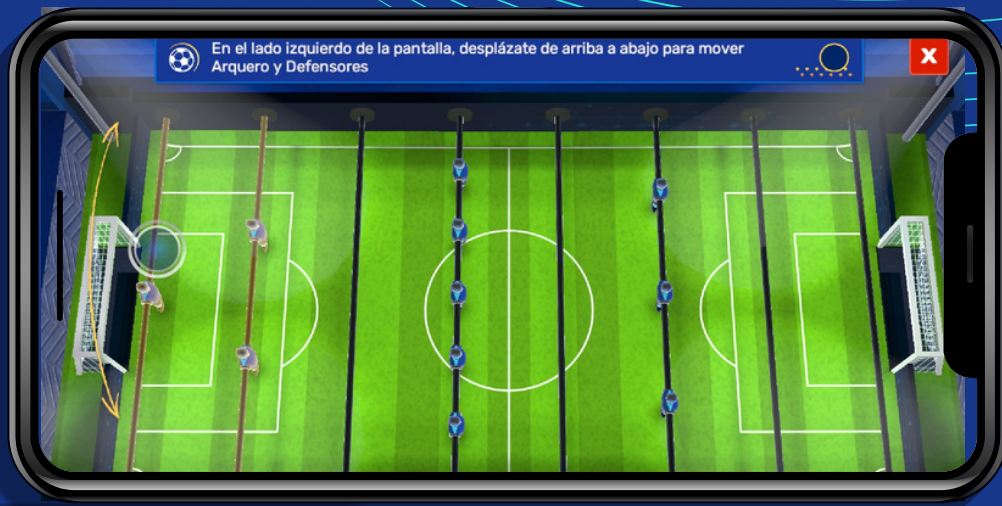 En el lado izquierdo de la pantalla, desplázate de arriba a abajo para mover
Arquero y Defensores
X